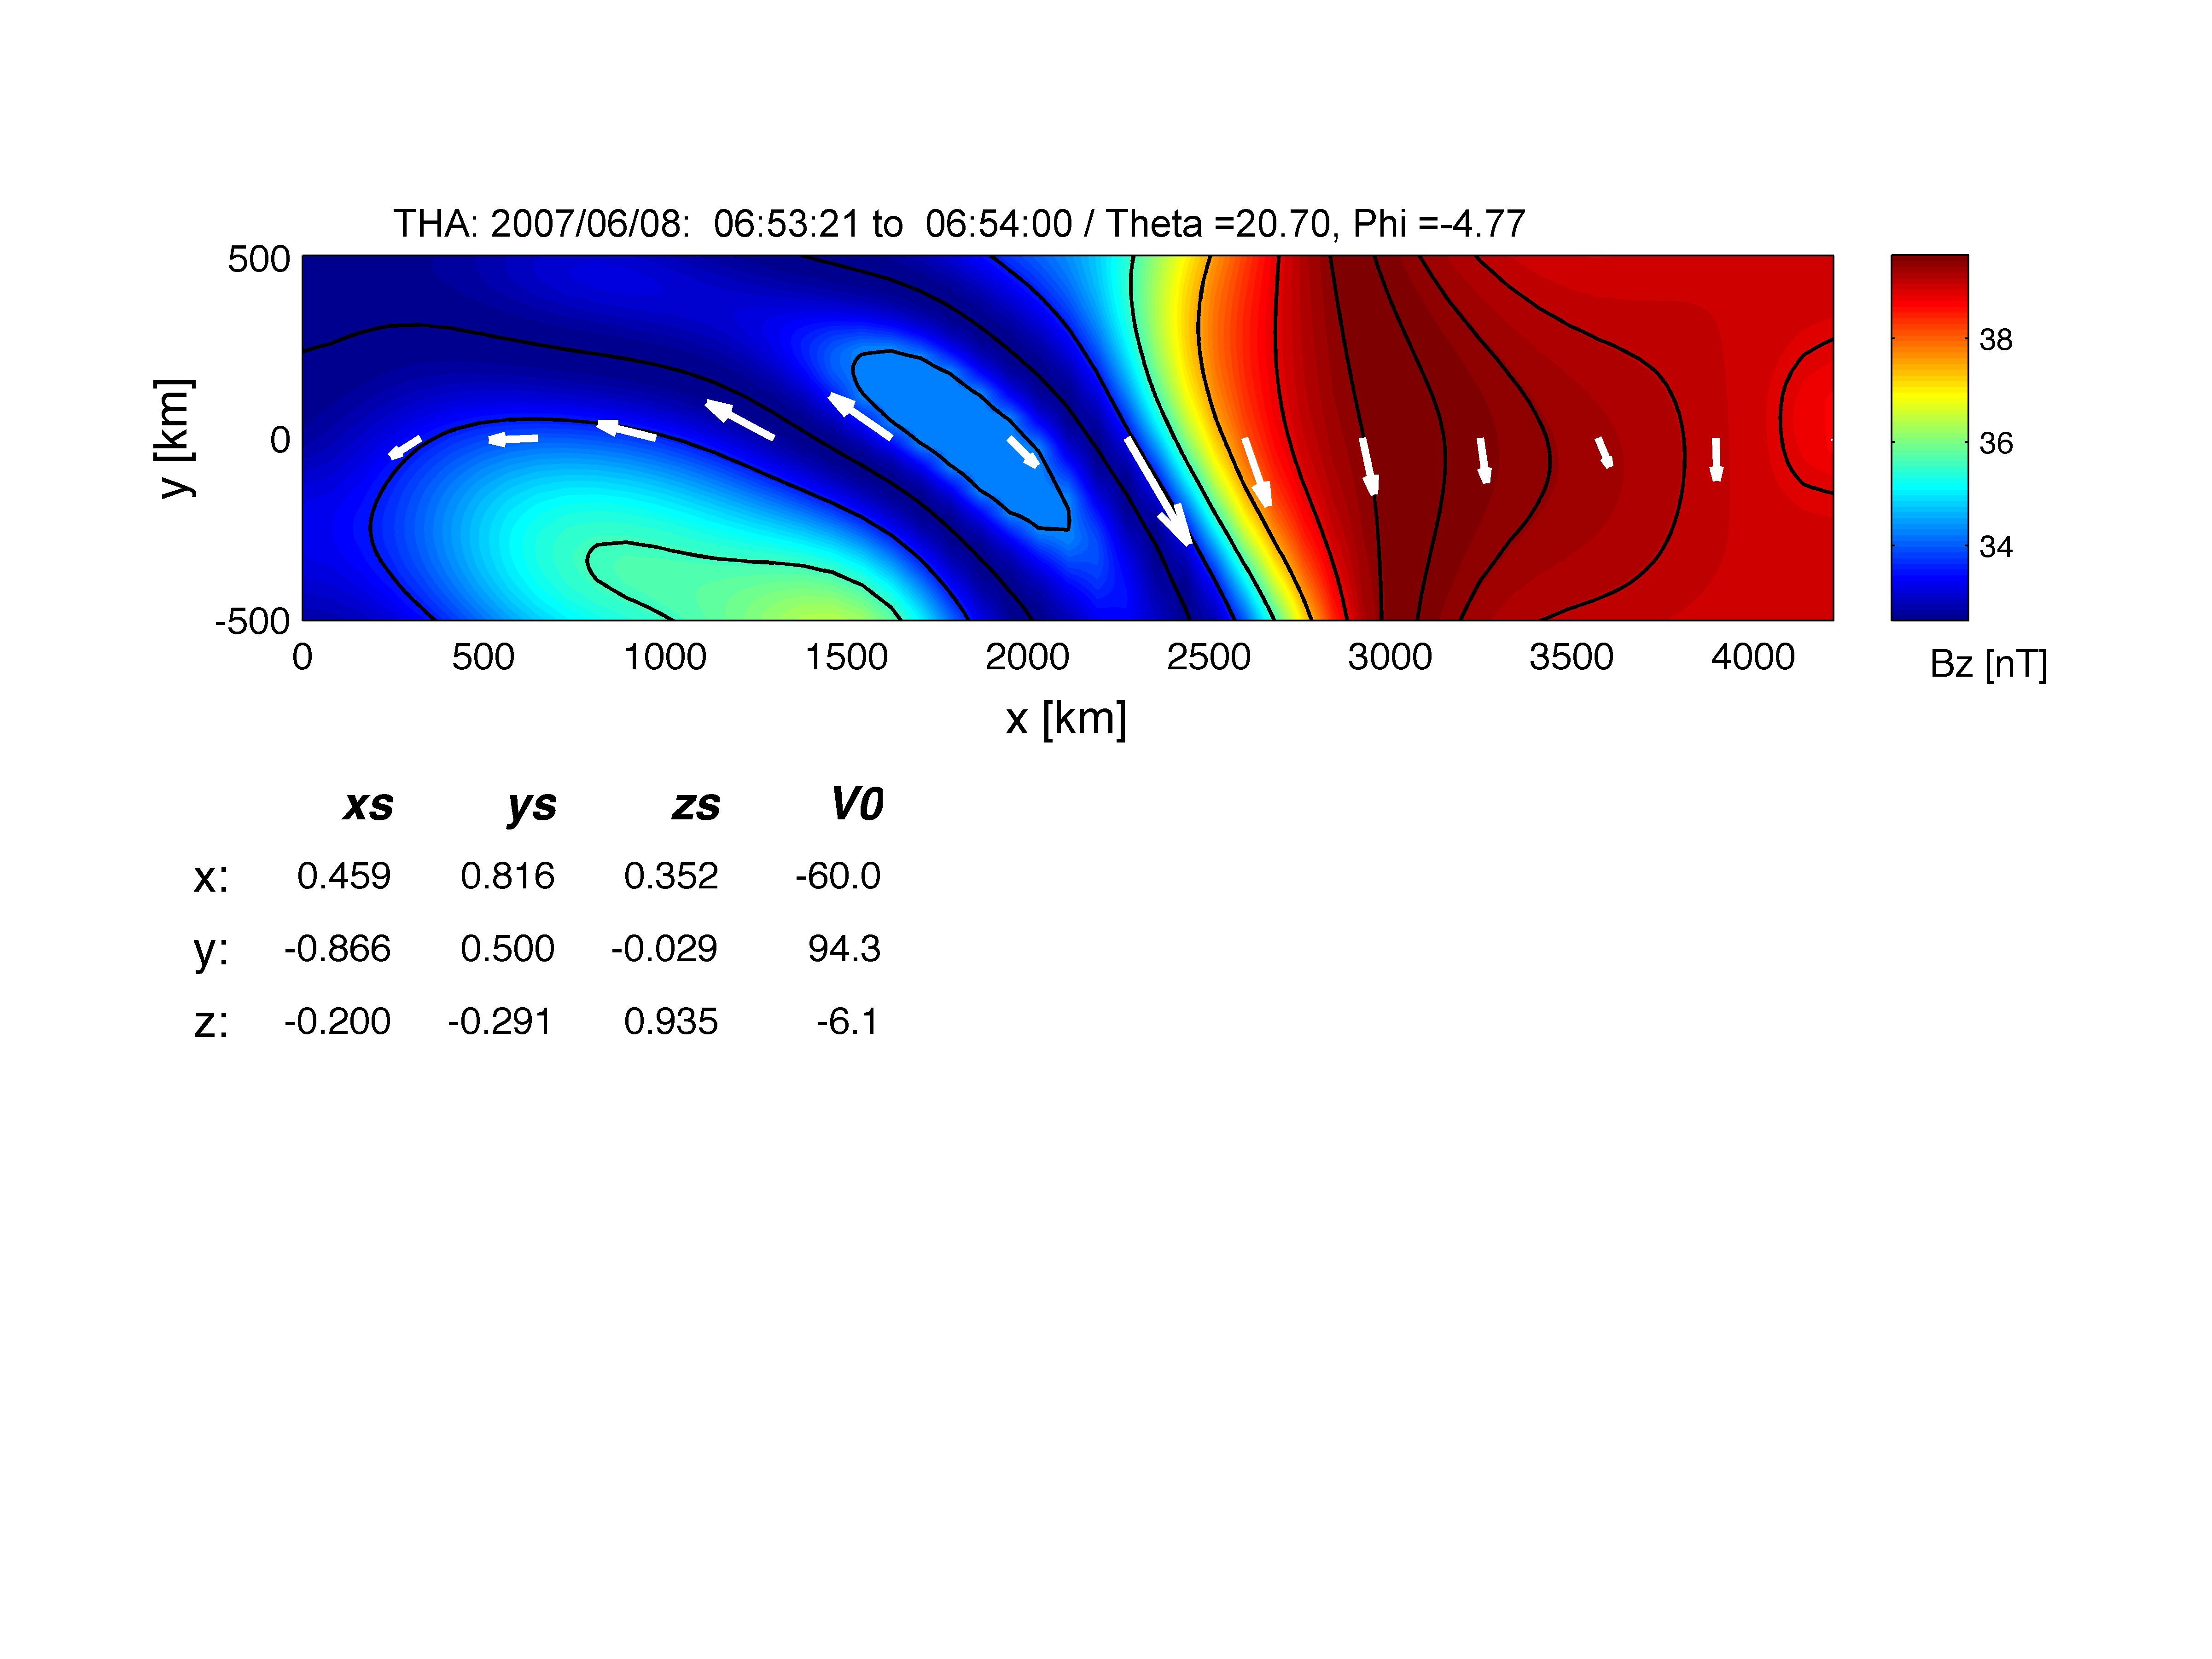 THA: 2007/06/08:  06:53:21 to  06:54:00 / Theta =20.70, Phi =-4.77
500
0
-500
y [km]
0 500 1000 1500 2000 2500 3000 3500 4000
x [km]
38
36
34
Bz [nT]
xs ys zs V0
x: 0.459 0.816 0.352 -60.0
y: -0.866 0.500 -0.029 94.3
z: -0.200 -0.291 0.935 -6.1